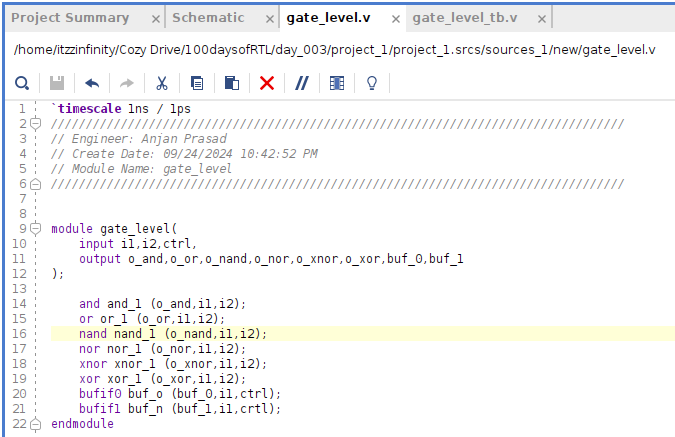 Project Summary × Schematic × gate_level.v × gate_level_tb.v ×
/home/itzzinfinity/Cozy Drive/100daysofRTL/day_003/project_1/project_1.srcs/sources_1/new/gate_level.v
1 `timescale 1ns / 1ps
2 //////////////////////////////////////////////////////////////////////////////////
3 // Engineer: Anjan Prasad
4 // Create Date: 09/24/2024 10:42:52 PM
5 // Module Name: gate_level
6 //////////////////////////////////////////////////////////////////////////////////
7
8
9 module gate_level(
10     input i1,i2,ctrl,
11     output o_and,o_or,o_nand,o_nor,o_xnor,o_xor,buf_0,buf_1
12 );
13
14     and and_1 (o_and,i1,i2);
15     or or_1 (o_or,i1,i2);
16     nand nand_1 (o_nand,i1,i2);
17     nor nor_1 (o_nor,i1,i2);
18     xnor xnor_1 (o_xnor,i1,i2);
19     xor xor_1 (o_xor,i1,i2);
20     bufif0 buf_o (buf_0,i1,ctrl);
21     bufif1 buf_n (buf_1,i1,crtl);
22 endmodule